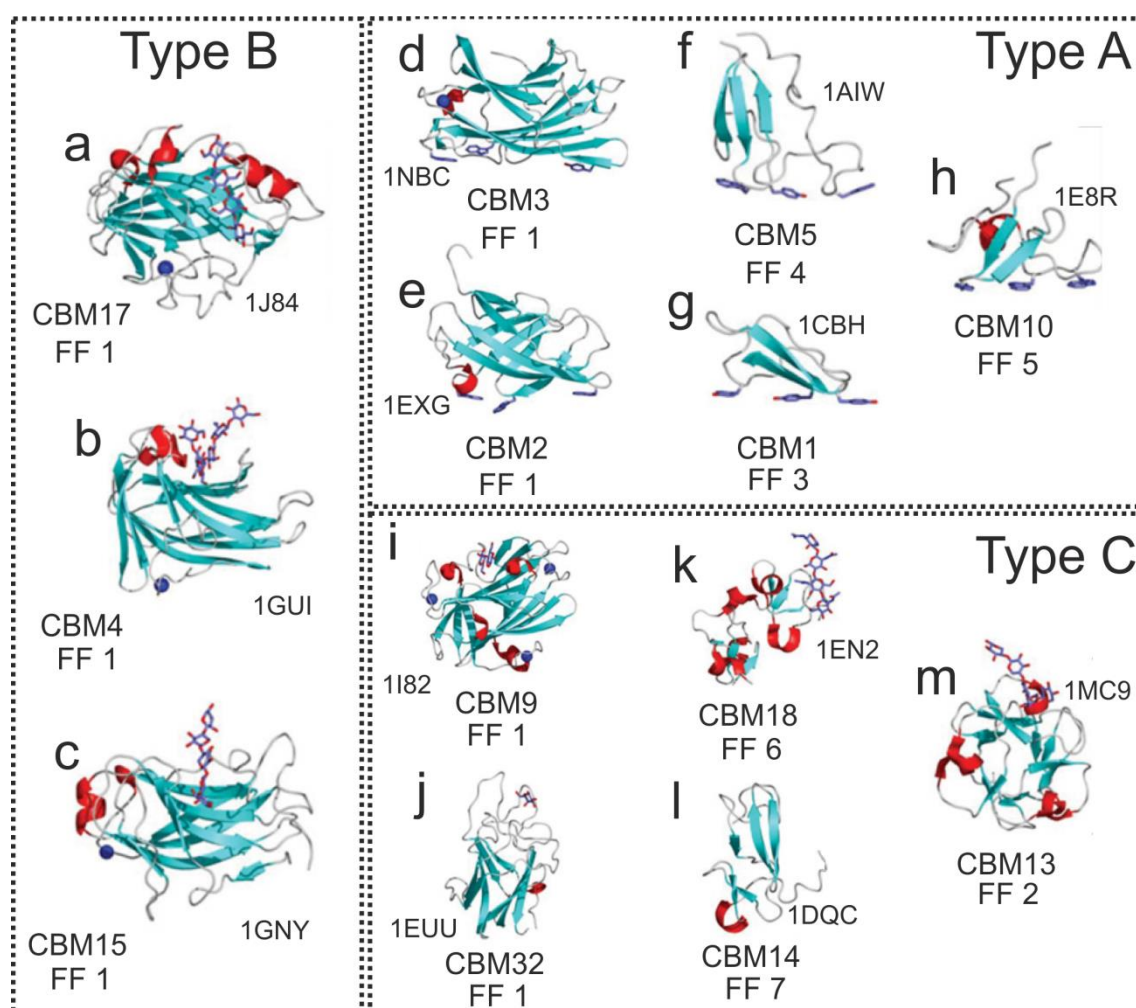 Type B
a
1J84
CBM17
FF 1
b
1GUI
CBM4
FF 1
c
1GNY
CBM15
FF 1
Type A
d
1NBC
CBM3
FF 1
e
1EXG
CBM2
FF 1
f
1AIW
CBM5
FF 4
g
1CBH
CBM1
FF 3
h
1E8R
CBM10
FF 5
Type C
i
1I82
CBM9
FF 1
j
1EUU
CBM32
FF 1
k
1EN2
CBM18
FF 6
l
1DQC
CBM14
FF 7
m
1MC9
CBM13
FF 2